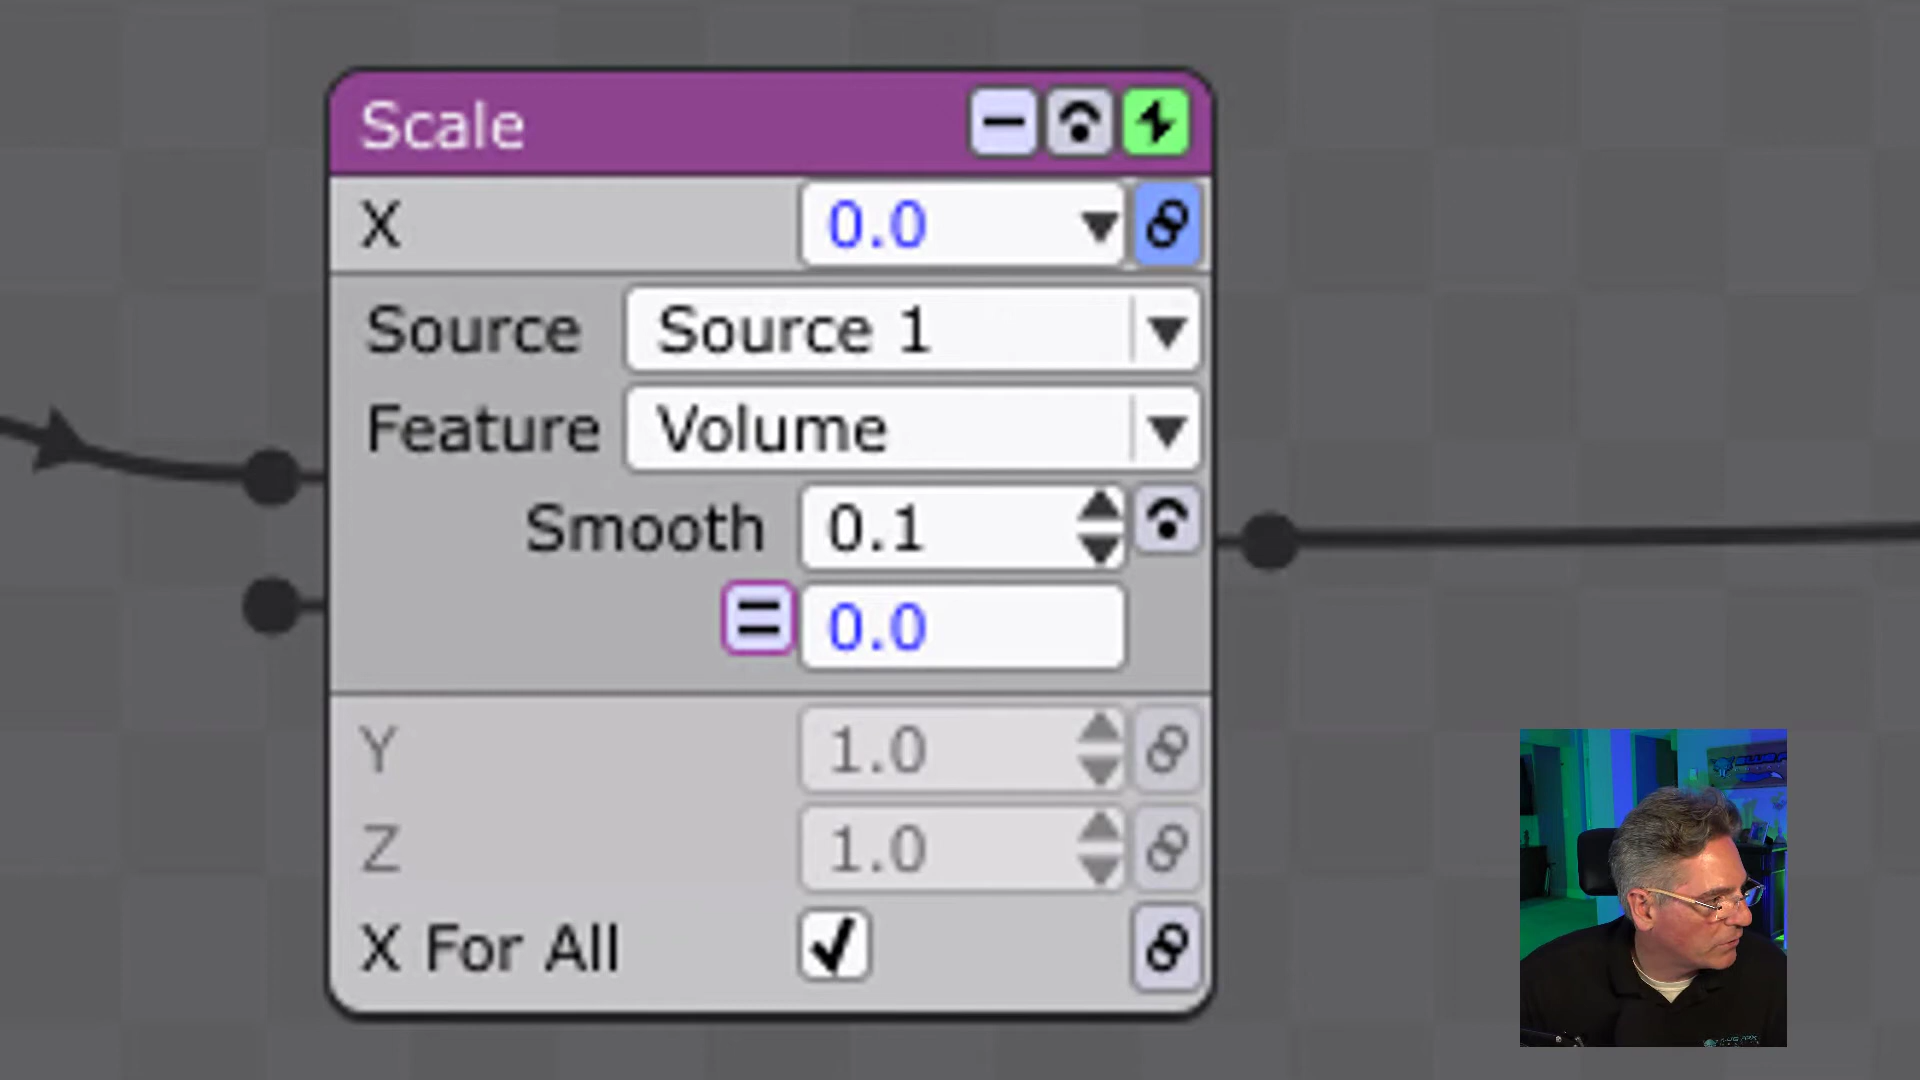 Scale
X 0.0
Source Source 1
Feature Volume
Smooth 0.1
= 0.0
Y 1.0
Z 1.0
X For All